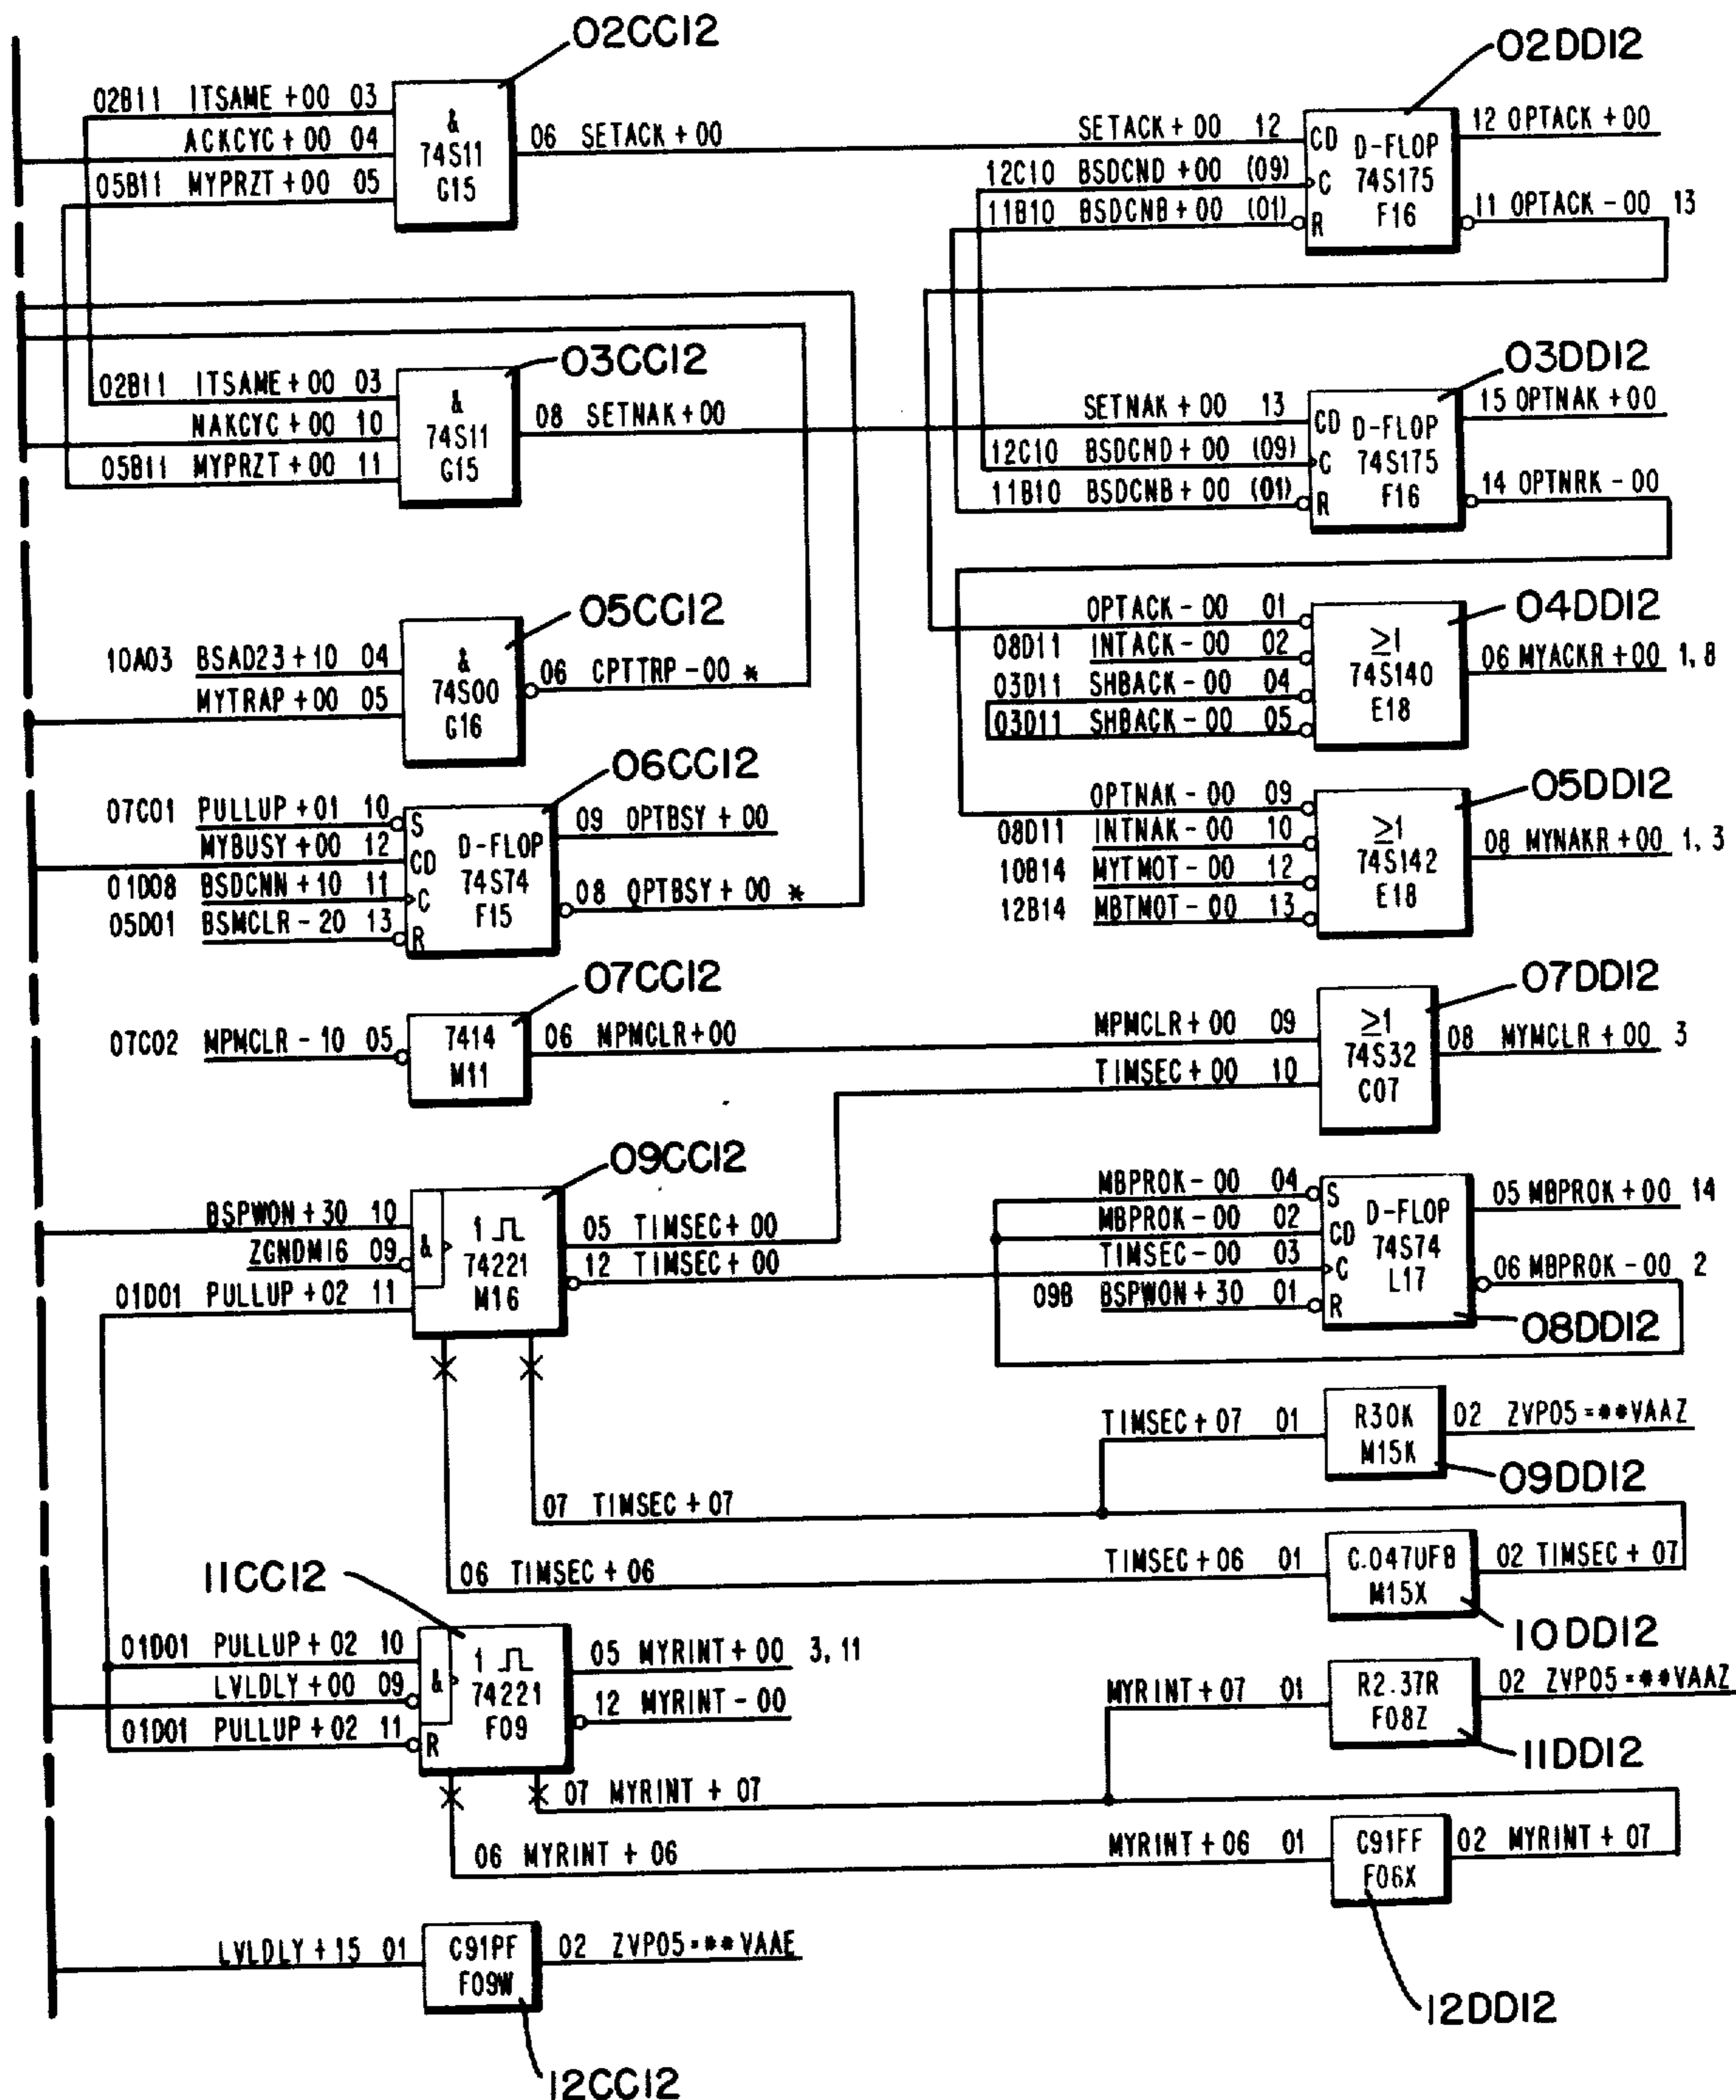 02CC12
02B11 ITSAME +00 03
ACKCYC +00 04
05B11 MYPRZT +00 05
&
74S11
G15
06 SETACK +00
02DD12
SETACK +00 12
12C10 BSDCND +00 (09)
11B10 BSDCNB +00 (01)
CD D-FLOP
C 74S175
R F16
12 OPTACK +00
11 OPTACK -00 13
03CC12
02B11 ITSAME +00 03
NAKCYC +00 10
05B11 MYPRZT +00 11
&
74S11
G15
08 SETNAK +00
03DD12
SETNAK +00 13
12C10 BSDCND +00 (09)
11B10 BSDCNB +00 (01)
CD D-FLOP
C 74S175
R F16
15 OPTNAK +00
14 OPTNRK -00
05CC12
10A03 BSAD23 +10 04
MYTRAP +00 05
&
74S00
G16
06 CPTTRP -00 *
04DD12
OPTACK -00 01
08D11 INTACK -00 02
03D11 SHBACK -00 04
03D11 SHBACK -00 05
≥1
74S140
E18
06 MYACKR +00 1, 8
06CC12
07C01 PULLUP +01 10
MYBUSY +00 12
01D08 BSDCNN +10 11
05D01 BSMCLR -20 13
S
CD D-FLOP
C 74S74
R F15
09 OPTBSY +00
08 OPTBSY +00 *
05DD12
OPTNAK -00 09
08D11 INTNAK -00 10
10B14 MYTMOT -00 12
12B14 MBTMOT -00 13
≥1
74S142
E18
08 MYNAKR +00 1, 3
07CC12
07C02 MPMCLR -10 05
7414
M11
06 MPMCLR+00
07DD12
MPMCLR +00 09
TIMSEC +00 10
≥1
74S32
C07
08 MYMCLR +00 3
09CC12
BSPWON +30 10
ZGNDM16 09
01D01 PULLUP +02 11
&
1
74221
M16
05 TIMSEC +00
12 TIMSEC +00
MBPROK -00 04
MBPROK -00 02
TIMSEC -00 03
09B BSPWON +30 01
S
CD D-FLOP
C 74S74
R L17
05 MBPROK +00 14
06 MBPROK -00 2
08DD12
TIMSEC +07 01
R30K
M15K
02 ZVP05=**VAAZ
09DD12
07 TIMSEC +07
06 TIMSEC +06
TIMSEC +06 01
C.047UFB
M15X
02 TIMSEC +07
10DD12
11CC12
01D01 PULLUP +02 10
LVLDLY +00 09
01D01 PULLUP +02 11
&
R
1
74221
F09
05 MYRINT +00 3, 11
12 MYRINT -00
MYRINT +07 01
R2.37R
F08Z
02 ZVP05=**VAAZ
11DD12
07 MYRINT +07
06 MYRINT +06
MYRINT +06 01
C91FF
F06X
02 MYRINT +07
12DD12
LVLDLY +15 01
C91PF
F09W
02 ZVP05=**VAAE
12CC12